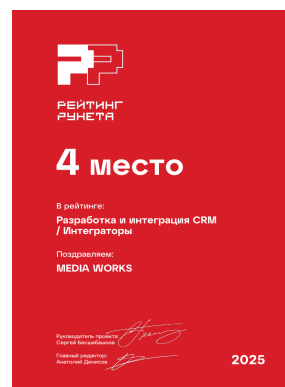 РЕЙТИНГ
РУНЕТА
4 место
В рейтинге:
Разработка и интеграция CRM
/ Интеграторы
Поздравляем:
MEDIA WORKS
Руководитель проекта:
Сергей Бесшабашнов
Главный редактор:
Анатолий Денисов
2025